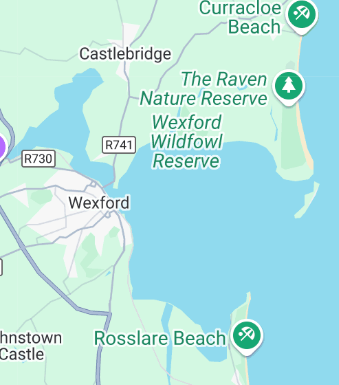 Curracloe
Beach
Castlebridge
The Raven
Nature Reserve
Wexford
Wildfowl
Reserve
R741
R730
Wexford
hnstown
Castle
Rosslare Beach